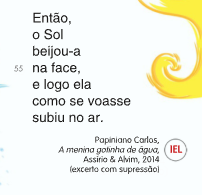 Então,
o Sol
beijou-a
55 na face,
e logo ela
como se voasse
subiu no ar.
Papiniano Carlos,
A menina gotinha de água,
Assírio & Alvim, 2014
(excerto com supressão)
IEL